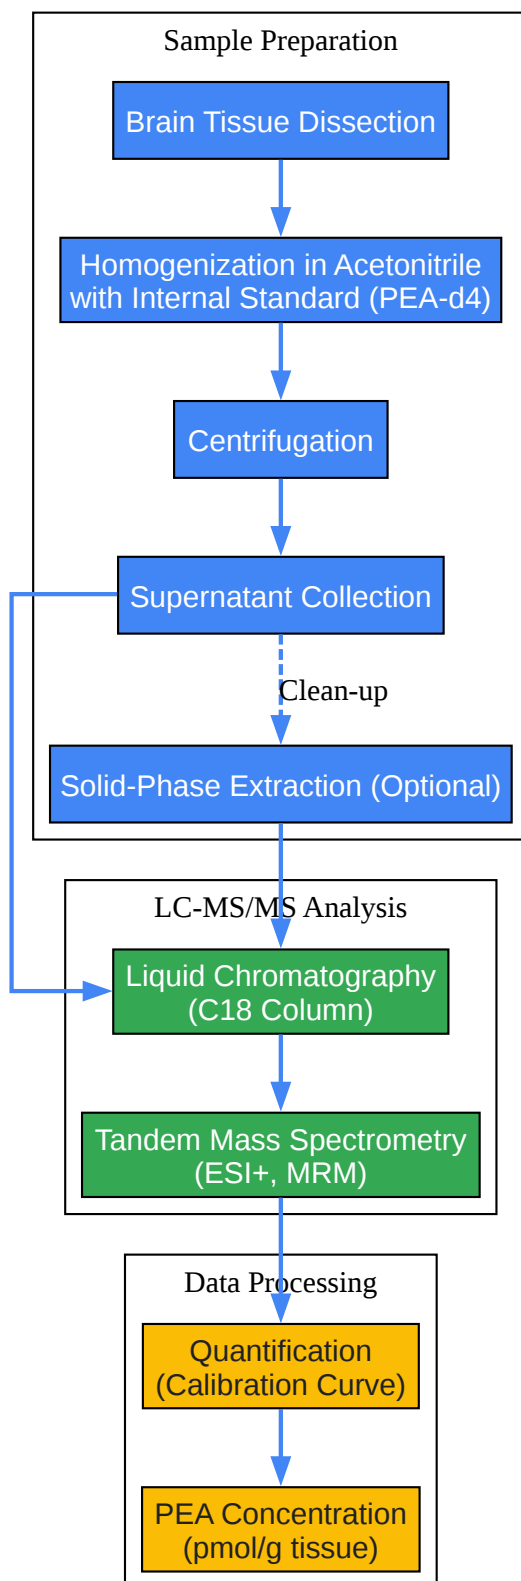 Sample Preparation
Brain Tissue Dissection
Homogenization in Acetonitrile
with Internal Standard (PEA-d4)
Centrifugation
Supernatant Collection
Clean-up
Solid-Phase Extraction (Optional)
LC-MS/MS Analysis
Liquid Chromatography
(C18 Column)
Tandem Mass Spectrometry
(ESI+, MRM)
Data Processing
Quantification
(Calibration Curve)
PEA Concentration
(pmol/g tissue)